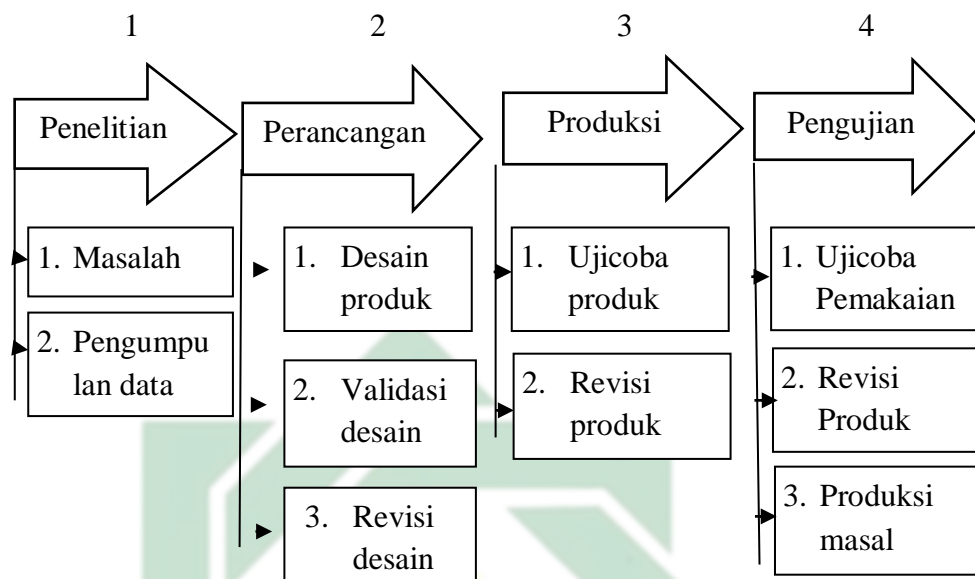 1
2
3
4
Penelitian
Perancangan
Produksi
Pengujian
1. Masalah
2. Pengumpu
lan data
1. Desain
produk
2. Validasi
desain
3. Revisi
desain
1. Ujicoba
produk
2. Revisi
produk
1. Ujicoba
Pemakaian
2. Revisi
Produk
3. Produksi
masal